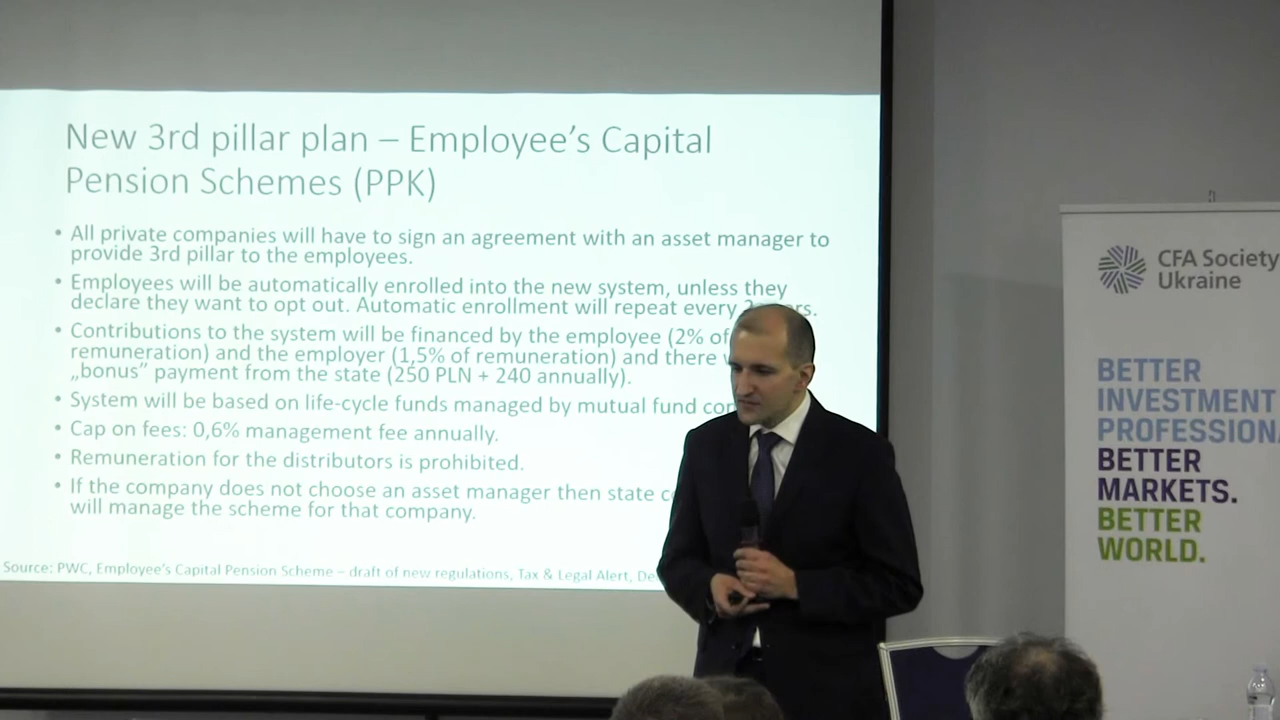 New 3rd pillar plan – Employee's Capital
Pension Schemes (PPK)
• All private companies will have to sign an agreement with an asset manager to
provide 3rd pillar to the employees.
• Employees will be automatically enrolled into the new system, unless they
declare they want to opt out. Automatic enrollment will repeat every
• Contributions to the system will be financed by the employee (2% of
remuneration) and the employer (1,5% of remuneration) and there
„bonus" payment from the state (250 PLN + 240 annually).
• System will be based on life-cycle funds managed by mutual fund
• Cap on fees: 0,6% management fee annually.
• Remuneration for the distributors is prohibited.
• If the company does not choose an asset manager then state
will manage the scheme for that company.
Source: PWC, Employee's Capital Pension Scheme – draft of new regulations, Tax & Legal Alert,
CFA Society
Ukraine
BETTER
INVESTMENT
PROFESSIONA
BETTER
MARKETS.
BETTER
WORLD.